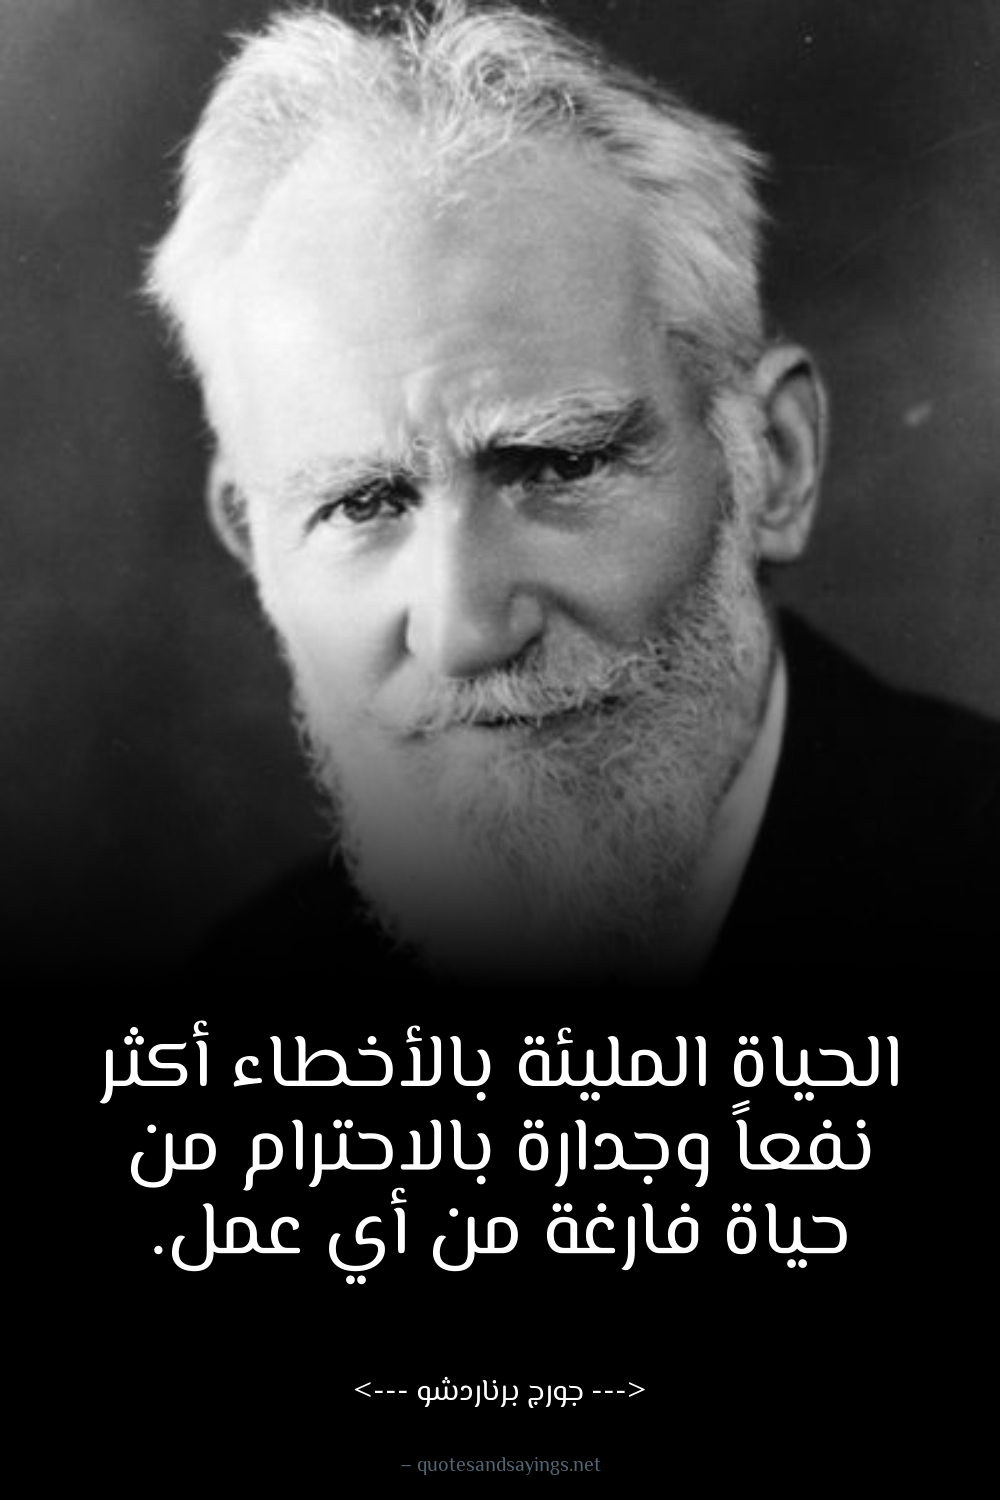 الحياة المليئة بالأخطاء أكثر
نفعاً وجدارة بالاحترام من
حياة فارغة من أي عمل.
<--- جورج برناردشو --->
– quotesandsayings.net